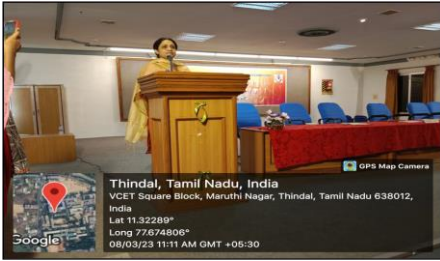 GPS Map Camera
Thindal, Tamil Nadu, India
VCET Square Block, Maruthi Nagar, Thindal, Tamil Nadu 638012,
India
Lat 11.32289°
Long 77.674806°
08/03/23 11:11 AM GMT +05:30
Google